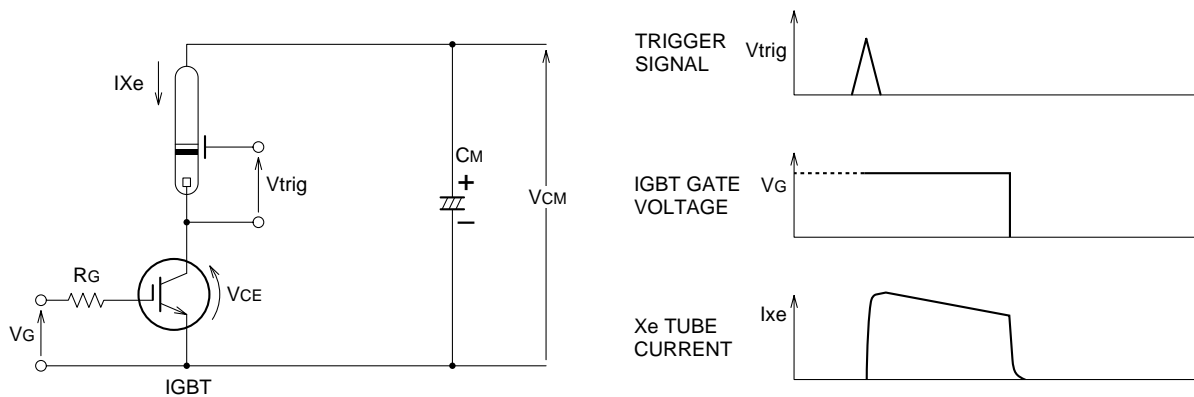 IXe
Vtrig
CM
+
–
VCM
RG
VCE
VG
IGBT
TRIGGER
SIGNAL
Vtrig
IGBT GATE
VOLTAGE
VG
Xe TUBE
CURRENT
Ixe